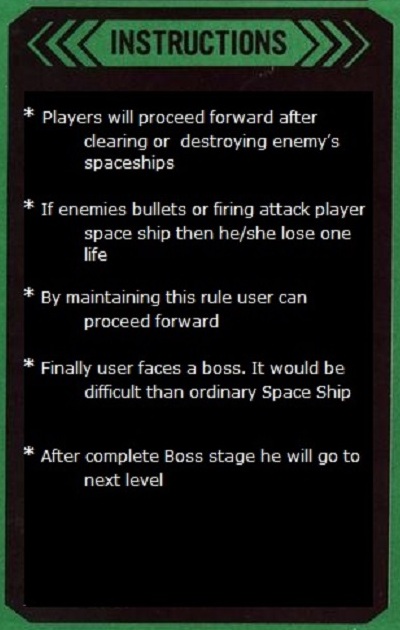 INSTRUCTIONS
* Players will proceed forward after
clearing or destroying enemy's
spaceships
* If enemies bullets or firing attack player
space ship then he/she lose one
life
* By maintaining this rule user can
proceed forward
* Finally user faces a boss. It would be
difficult than ordinary Space Ship
* After complete Boss stage he will go to
next level